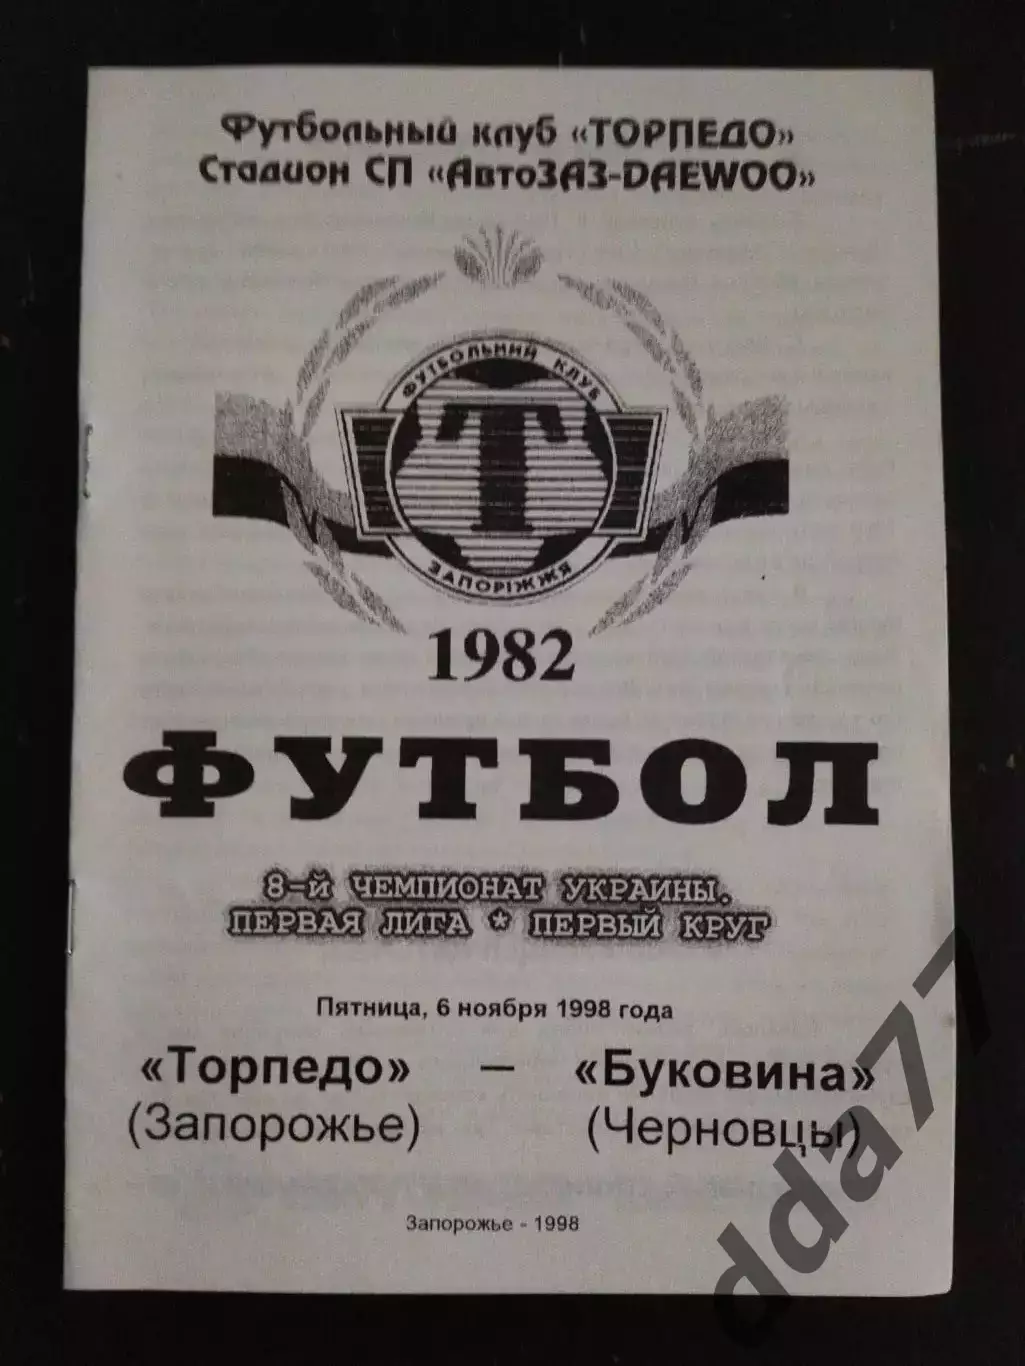 Футбольный клуб «ТОРПЕДО»
Стадион СП «АвтоЗАЗ-DAEWOO»
ФУТБОЛЬНИЙ КЛУБ
Т
ЗАПОРІЖЖЯ
1982
ФУТБОЛ
8-й ЧЕМПИОНАТ УКРАИНЫ.
ПЕРВАЯ ЛИГА * ПЕРВЫЙ КРУГ
Пятница, 6 ноября 1998 года
«Торпедо» – «Буковина»
(Запорожье) (Черновцы)
Запорожье - 1998
dda77